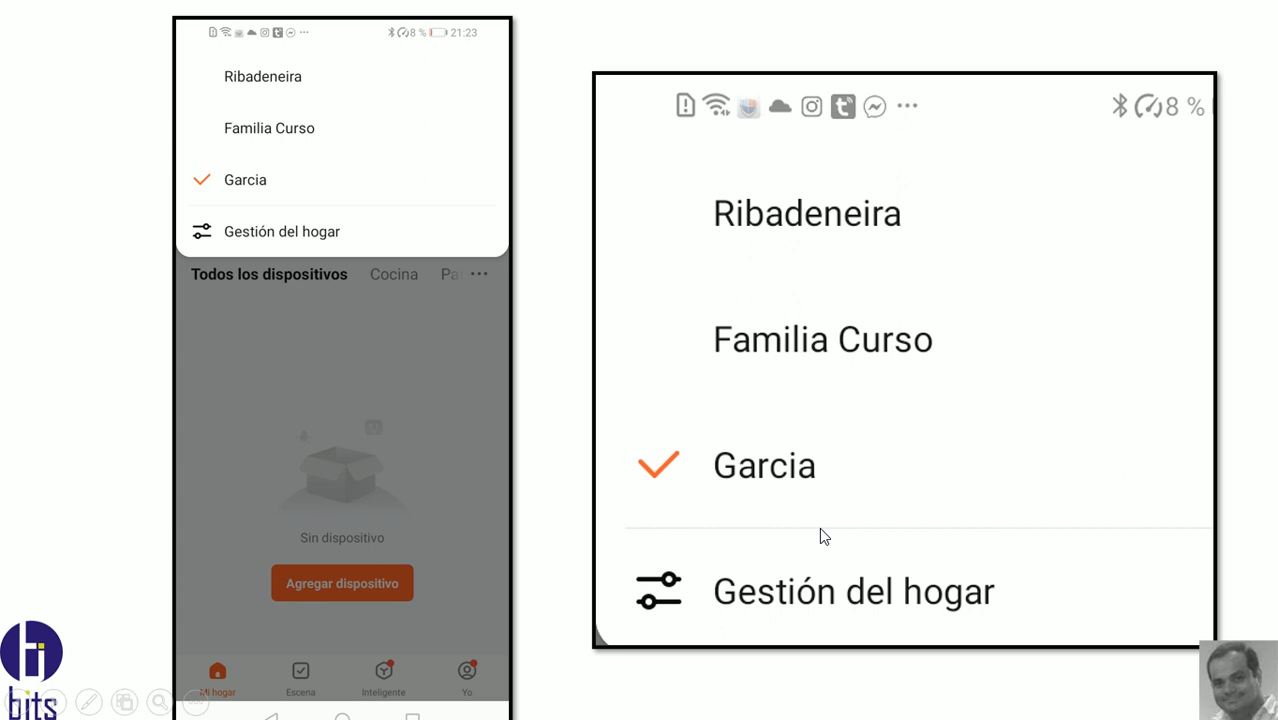 8 % 21:23
Ribadeneira
Familia Curso
Garcia
Gestión del hogar
Todos los dispositivos Cocina
Sin dispositivo
Agregar dispositivo
Mi hogar Escena Inteligente Yo
hi
bits
8 %
Ribadeneira
Familia Curso
Garcia
Gestión del hogar